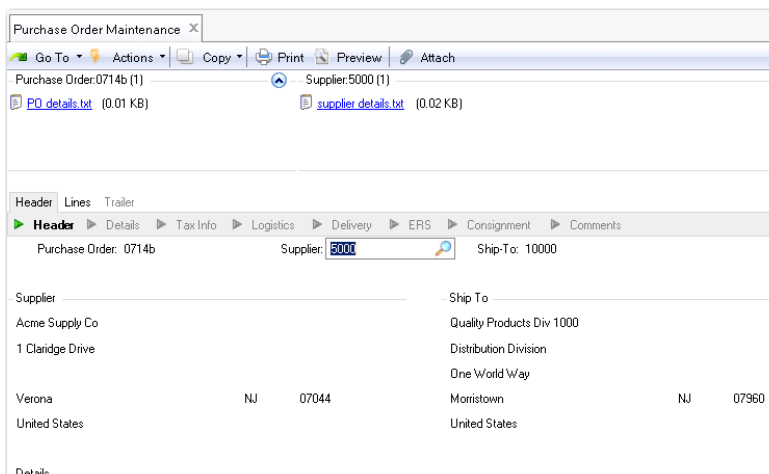 Purchase Order Maintenance X
Go To Actions Copy Print Preview Attach
Purchase Order:0714b (1) Supplier:5000 (1)
PO details.txt (0.01 KB) supplier details.txt (0.02 KB)
Header Lines Trailer
Header Details Tax Info Logistics Delivery ERS Consignment Comments
Purchase Order: 0714b Supplier: 5000 Ship-To: 10000
Supplier Ship To
Acme Supply Co Quality Products Div 1000
1 Claridge Drive Distribution Division
One World Way
Verona NJ 07044 Morristown NJ 07960
United States United States
Details